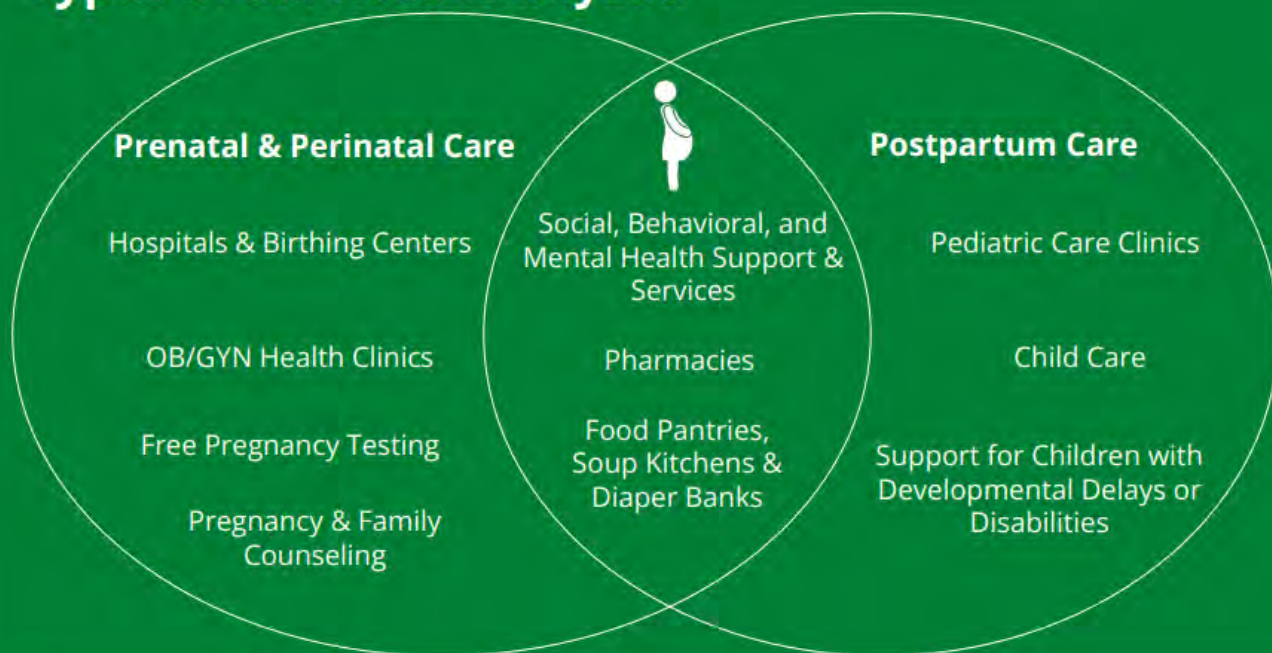 Prenatal & Perinatal Care
Hospitals & Birthing Centers
OB/GYN Health Clinics
Free Pregnancy Testing
Pregnancy & Family
Counseling
Social, Behavioral, and
Mental Health Support &
Services
Pharmacies
Food Pantries,
Soup Kitchens &
Diaper Banks
Postpartum Care
Pediatric Care Clinics
Child Care
Support for Children with
Developmental Delays or
Disabilities